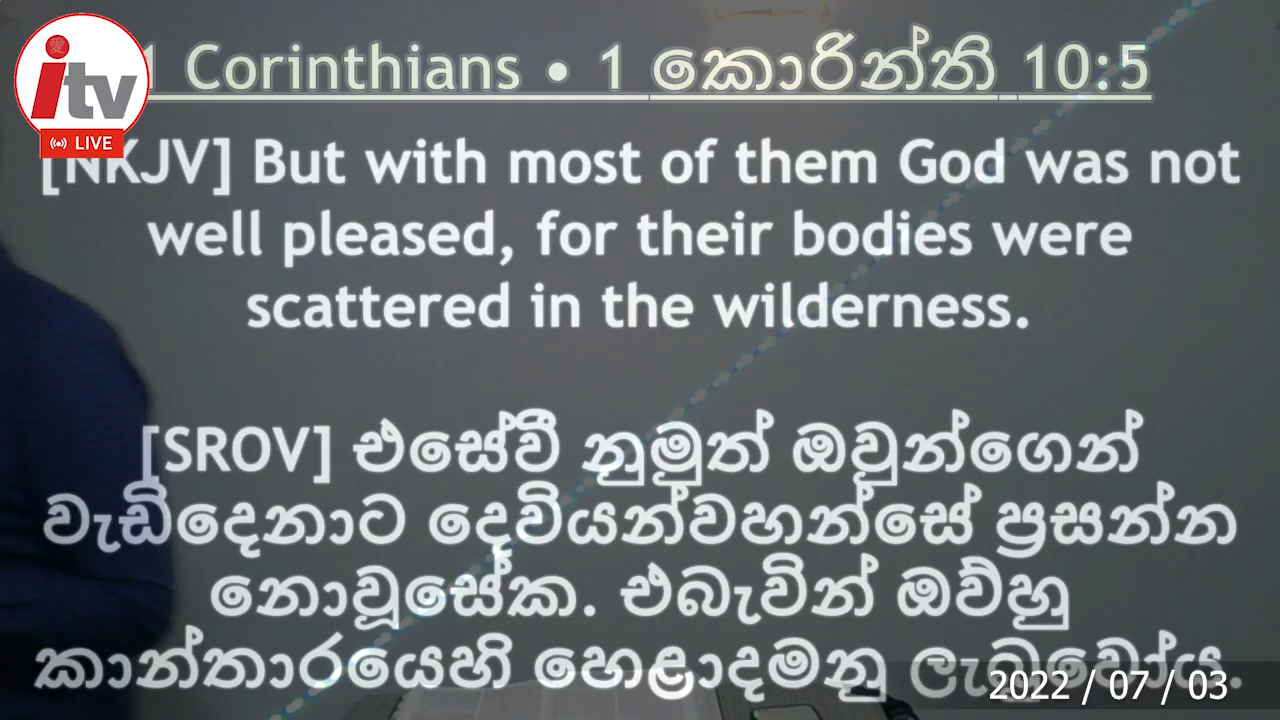 愛
itv
LIVE
1 Corinthians • 1 කොරින්ති 10:5
[NKJV] But with most of them God was not
well pleased, for their bodies were
scattered in the wilderness.
[SROV] එසේවී නුමුත් ඔවුන්ගෙන්
වැඩිදෙනාට දෙවියන්වහන්සේ ප්‍රසන්න
නොවූසේක. එබැවින් ඔව්හු
කාන්තාරයෙහි හෙළාදමනු ලැබුවෝය.
2022 / 07 / 03